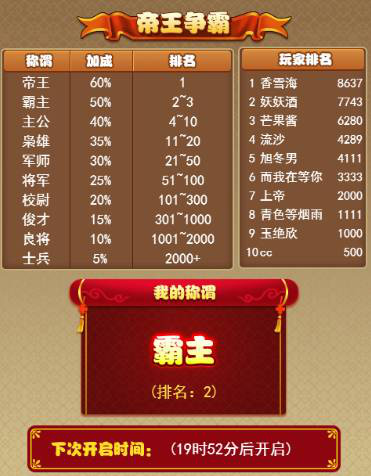 帝王争霸
称谓 加成 排名
帝王 60% 1
霸主 50% 2~3
主公 40% 4~10
枭雄 35% 11~20
军师 30% 21~50
将军 25% 51~100
校尉 20% 101~300
俊才 15% 301~1000
良将 10% 1001~2000
士兵 5% 2000+
玩家排名
1 香雪海 8637
2 妖妖酒 7743
3 芒果酱 6280
4 流沙 4289
5 旭冬男 4111
6 而我在等你 3333
7 上帝 2000
8 青色等烟雨 1111
9 玉绝欣 1000
10 cc 500
我的称谓
霸主
(排名：2)
下次开启时间： (19时52分后开启)